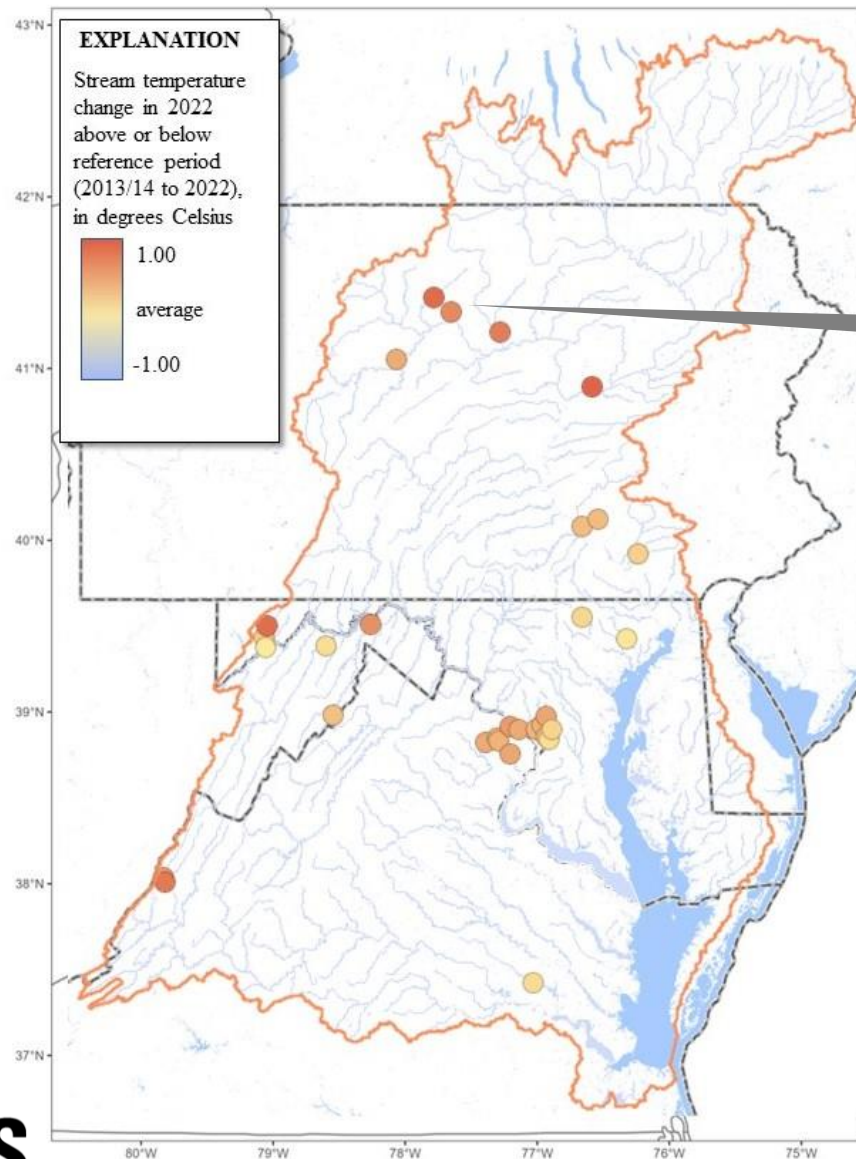 43°N
EXPLANATION
Stream temperature
change in 2022
above or below
reference period
(2013/14 to 2022),
in degrees Celsius
1.00
average
-1.00
42°N
41°N
40°N
39°N
38°N
37°N
80°W 79°W 78°W 77°W 76°W 75°W
s